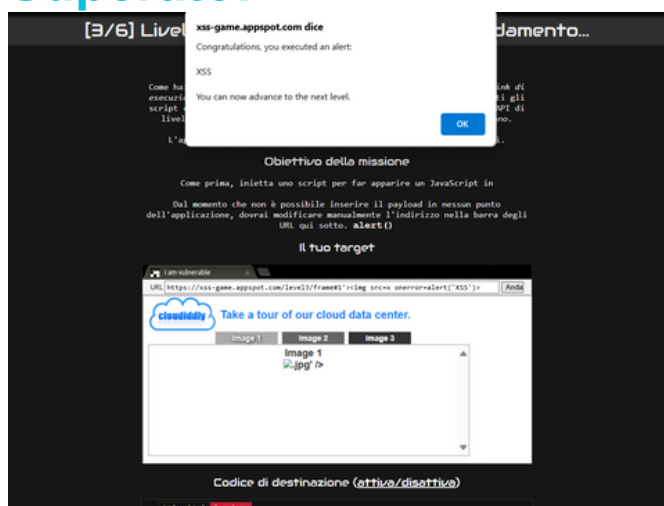 [3/6] Livel
damento...
xss-game.appspot.com dice
Congratulations, you executed an alert:
XSS
You can now advance to the next level.
OK
Come ha
ink di
esecuzi
ti gli
script
API di
livel
no.
L'a
i.
Obiettivo della missione
Come prima, inietta uno script per far apparire un JavaScript in
Dal momento che non è possibile inserire il payload in nessun punto
dell'applicazione, dovrai modificare manualmente l'indirizzo nella barra degli
URL qui sotto. alert()
Il tuo target
I am vulnerable
URL https://xss-game.appspot.com/level3/frame#1'><img src=x onerror=alert('XSS')> Anda
cloudiddly Take a tour of our cloud data center.
Image 1 Image 2 Image 3
Image 1
.jpg' />
Codice di destinazione (attiva/disattiva)